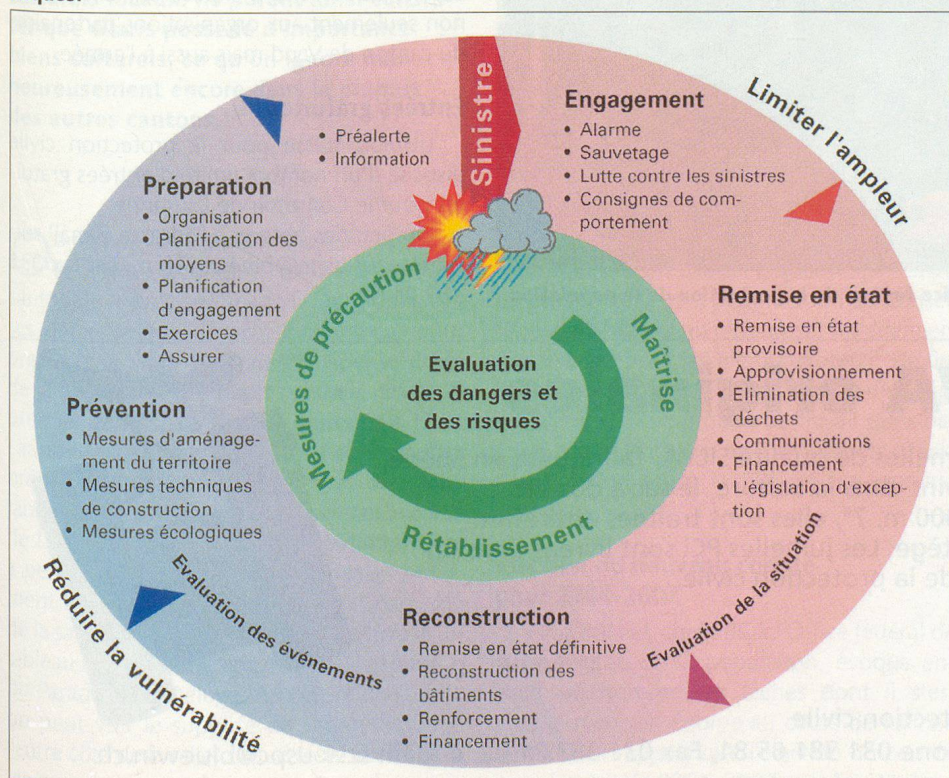 Sinistre
Engagement
• Alarme
• Sauvetage
• Lutte contre les sinistres
• Consignes de com-
portement
Limiter l'ampleur
Remise en état
• Remise en état
provisoire
• Approvisionnement
• Elimination des
déchets
• Communications
• Financement
• L'égislation d'excep-
tion
Evaluation de la situation
Reconstruction
• Remise en état définitive
• Reconstruction des
bâtiments
• Renforcement
• Financement
Evaluation des événements
Réduire la vulnérabilité
Prévention
• Mesures d'aménage-
ment du territoire
• Mesures techniques
de construction
• Mesures écologiques
Préparation
• Organisation
• Planification des
moyens
• Planification
d'engagement
• Exercices
• Assurer
• Préalerte
• Information
Mesures de précaution
Maîtrise
Rétablissement
Evaluation
des dangers et
des risques